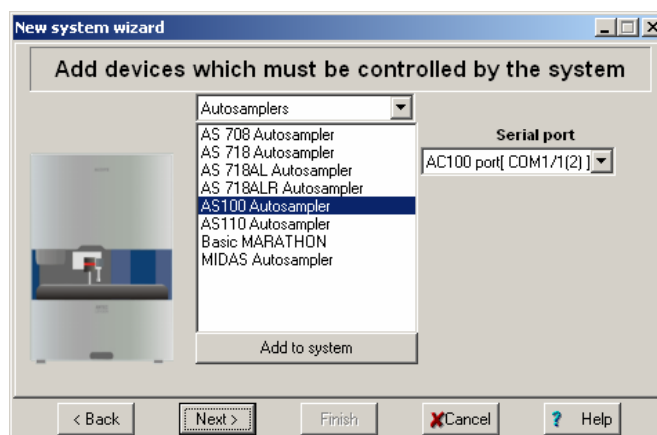 New system wizard
Add devices which must be controlled by the system
Autosamplers
AS 708 Autosampler
AS 718 Autosampler
AS 718AL Autosampler
AS 718ALR Autosampler
AS100 Autosampler
AS110 Autosampler
Basic MARATHON
MIDAS Autosampler
Serial port
AC100 port[ COM1/1(2) ]
Add to system
< Back
Next >
Finish
Cancel
? Help